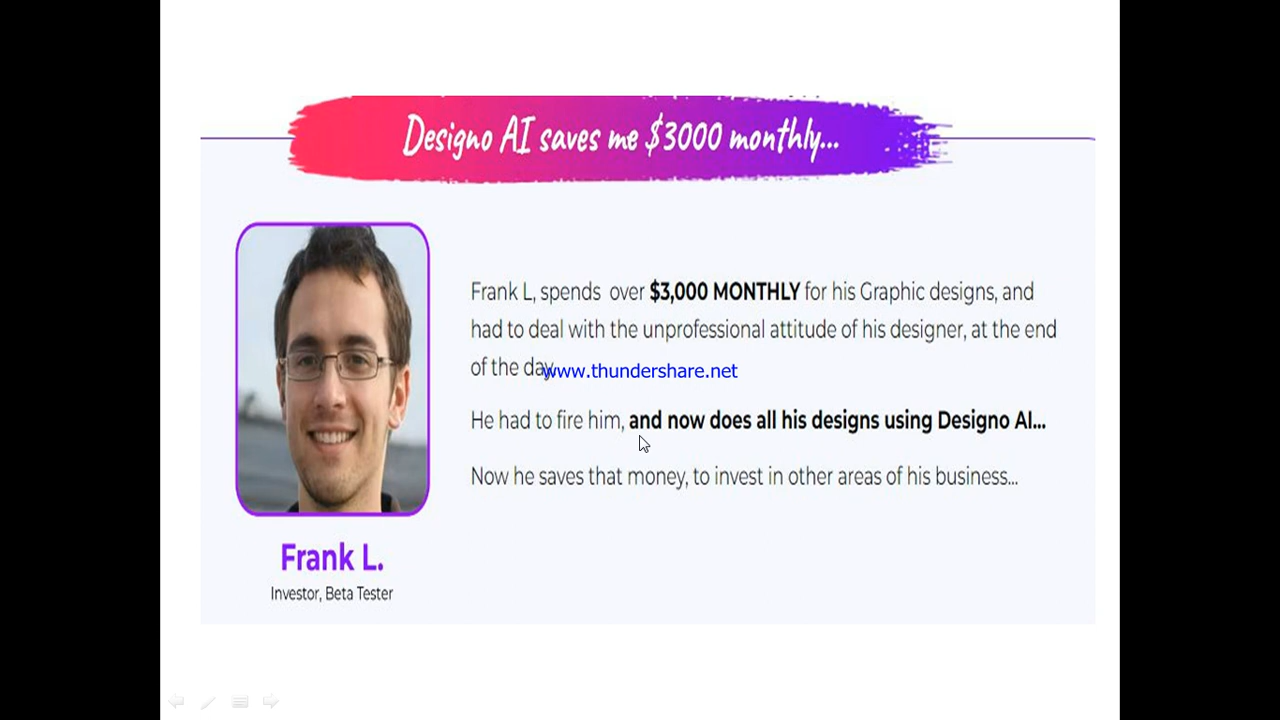 Designo AI saves me $3000 monthly...
Frank L, spends over $3,000 MONTHLY for his Graphic designs, and
had to deal with the unprofessional attitude of his designer, at the end
of the day
www.thundershare.net
He had to fire him, and now does all his designs using Designo AI...
Now he saves that money, to invest in other areas of his business...
Frank L.
Investor, Beta Tester